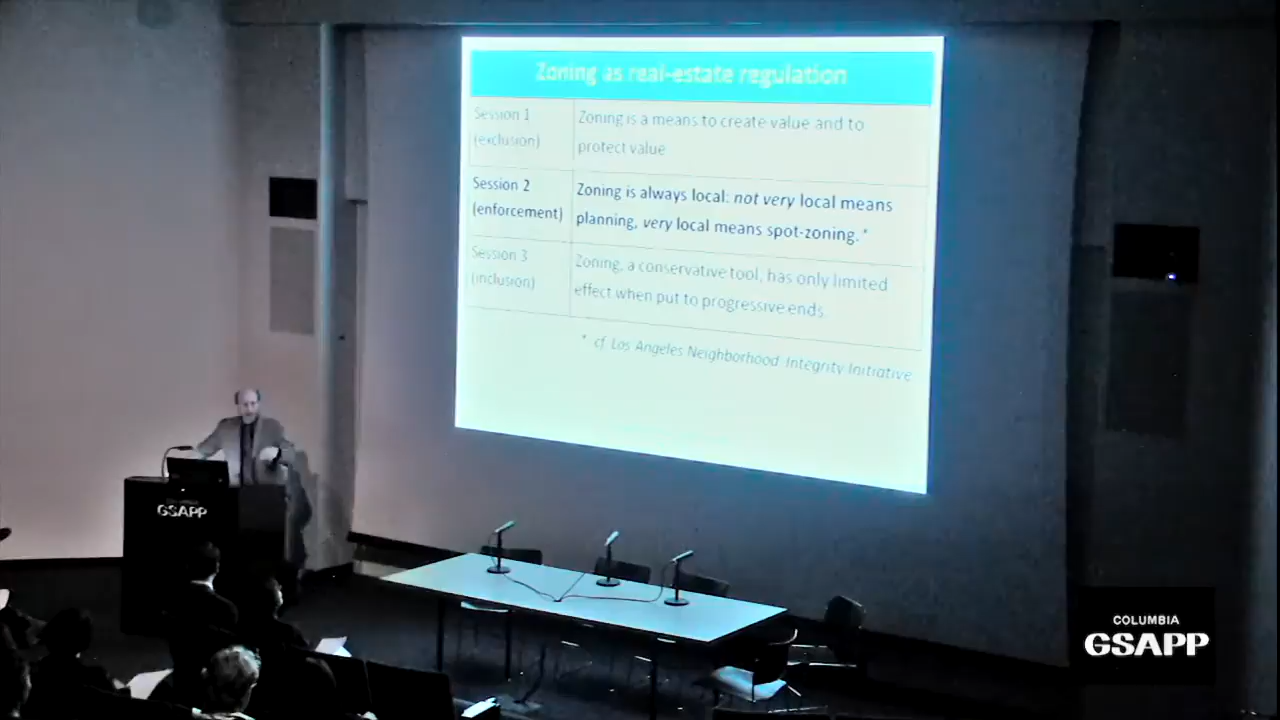 Zoning as real-estate regulation
Session 1
(exclusion)
Zoning is a means to create value and to
protect value
Session 2
(enforcement)
Zoning is always local: not very local means
planning, very local means spot-zoning.*
Session 3
(inclusion)
Zoning, a conservative tool, has only limited
effect when put to progressive ends.
* cf. Los Angeles Neighborhood Integrity Initiative
GSAPP
COLUMBIA
GSAPP